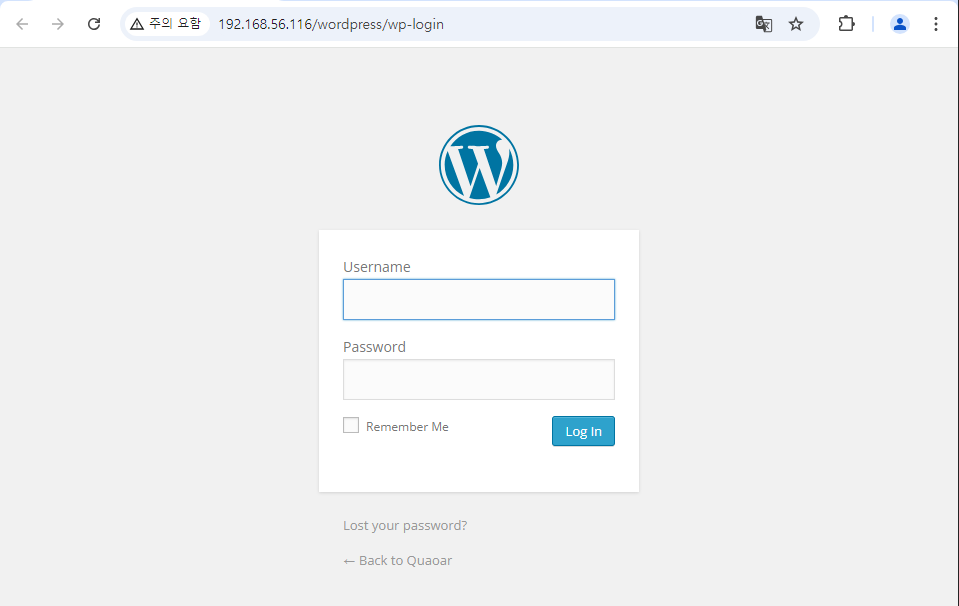 주의 요함 192.168.56.116/wordpress/wp-login
Username
Password
Remember Me Log In
Lost your password?
← Back to Quaoar